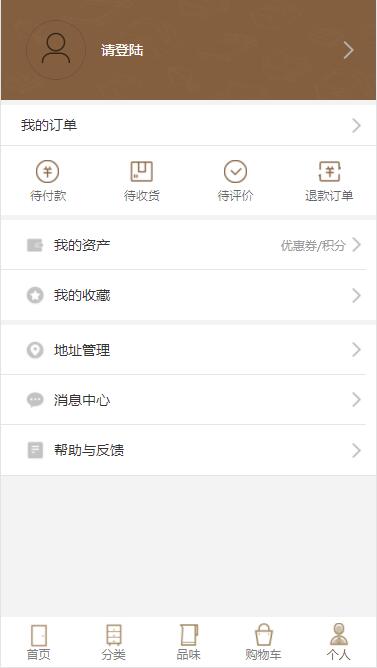 请登陆
我的订单
待付款 待收货 待评价 退款订单
我的资产 优惠券/积分
我的收藏
地址管理
消息中心
帮助与反馈
首页 分类 品味 购物车 个人